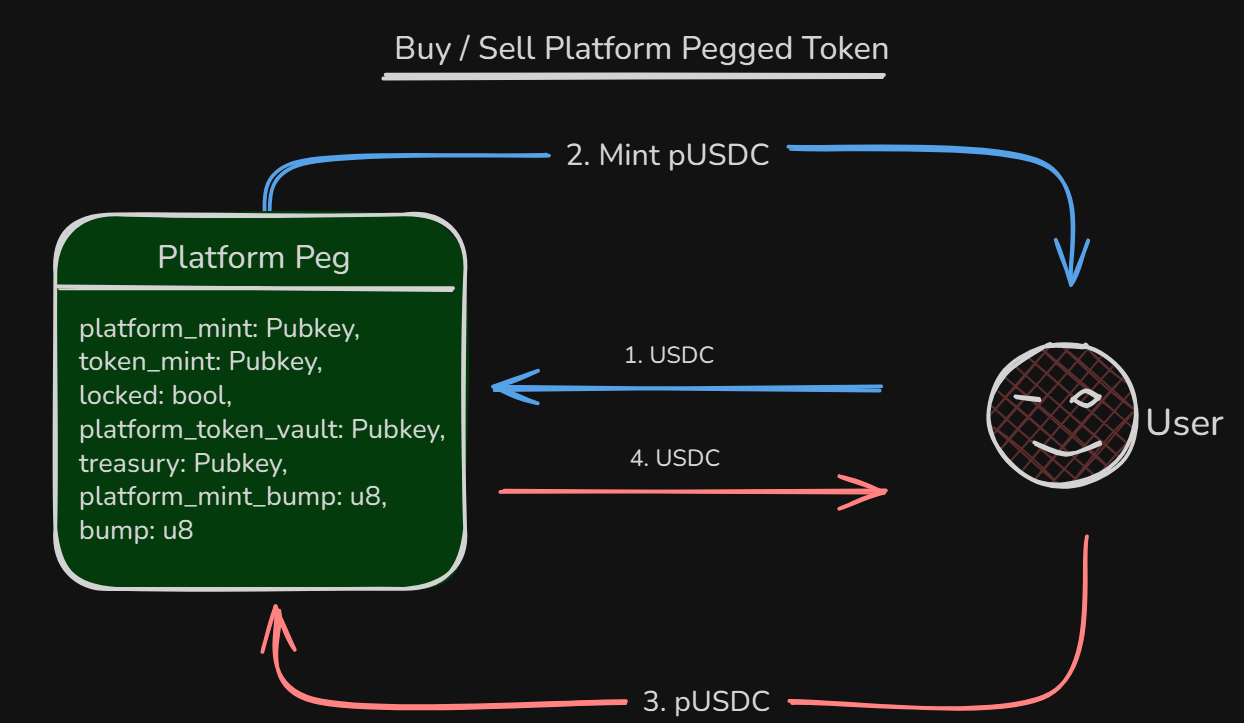 Buy / Sell Platform Pegged Token
2. Mint pUSDC
Platform Peg
platform_mint: Pubkey,
token_mint: Pubkey,
locked: bool,
platform_token_vault: Pubkey,
treasury: Pubkey,
platform_mint_bump: u8,
bump: u8
1. USDC
4. USDC
User
3. pUSDC